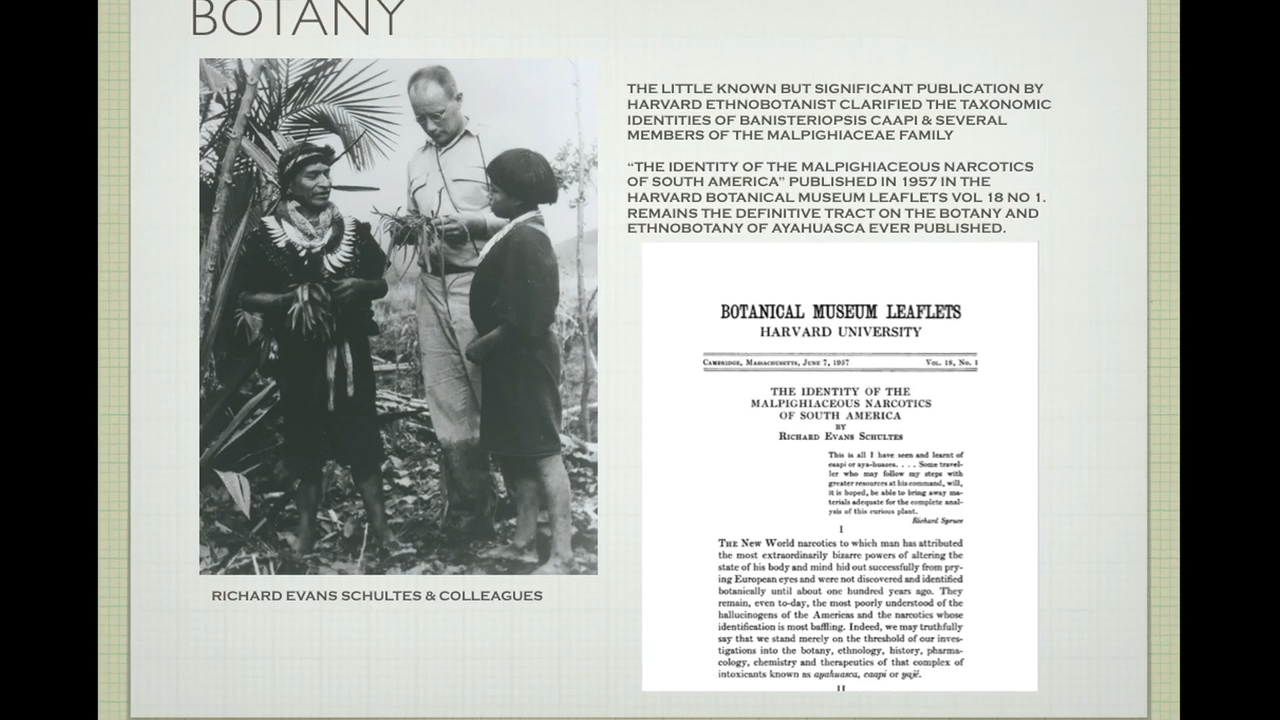 BOTANY
THE LITTLE KNOWN BUT SIGNIFICANT PUBLICATION BY
HARVARD ETHNOBOTANIST CLARIFIED THE TAXONOMIC
IDENTITIES OF BANISTERIOPSIS CAAPI & SEVERAL
MEMBERS OF THE MALPIGHIACEAE FAMILY
“THE IDENTITY OF THE MALPIGHIACEOUS NARCOTICS
OF SOUTH AMERICA” PUBLISHED IN 1957 IN THE
HARVARD BOTANICAL MUSEUM LEAFLETS VOL 18 NO 1.
REMAINS THE DEFINITIVE TRACT ON THE BOTANY AND
ETHNOBOTANY OF AYAHUASCA EVER PUBLISHED.
RICHARD EVANS SCHULTES & COLLEAGUES
BOTANICAL MUSEUM LEAFLETS
HARVARD UNIVERSITY
Cambridge, Massachusetts, June 7, 1957 Vol. 18, No. 1
THE IDENTITY OF THE
MALPIGHIACEOUS NARCOTICS
OF SOUTH AMERICA
BY
Richard Evans Schultes
This is all I have seen and learnt of
caapi or aya-huasca. . . . Some travel-
ler who may follow my steps with
greater resources at his command, will,
it is hoped, be able to bring away ma-
terials adequate for the complete anal-
ysis of this curious plant.
Richard Spruce
I
The New World narcotics to which man has attributed
the most extraordinarily bizarre powers of altering the
state of his body and mind hid out successfully from pry-
ing European eyes and were not discovered and identified
botanically until about one hundred years ago. They
remain, even to-day, the most poorly understood of the
hallucinogens of the Americas and the narcotics whose
identification is most baffling. Indeed, we may truthfully
say that we stand merely on the threshold of our inves-
tigations into the botany, ethnology, history, pharma-
cology, chemistry and therapeutics of that complex of
intoxicants known as ayahuasca, caapi or yajé.
II